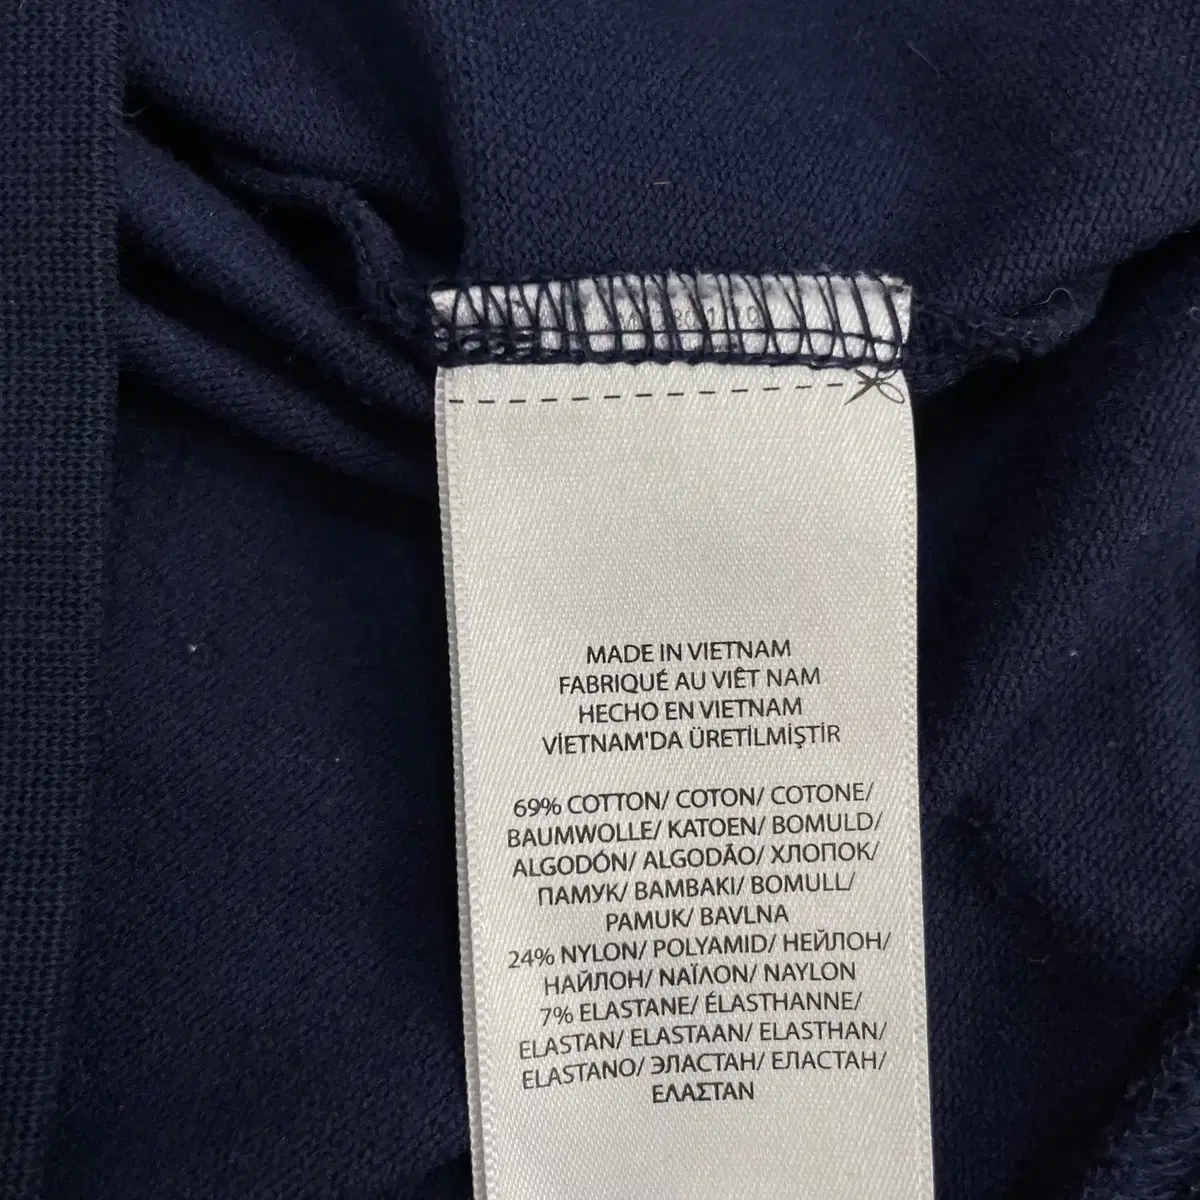 MADE IN VIETNAM
FABRIQUÉ AU VIÊT NAM
HECHO EN VIETNAM
VİETNAM'DA ÜRETİLMİŞTİR
69% COTTON/ COTON/ COTONE/
BAUMWOLLE/ KATOEN/ BOMULD/
ALGODÓN/ ALGODÃO/ ХЛОПОК/
ПАМУК/ BAMBAKI/ BOMULL/
PAMUK/ BAVLNA
24% NYLON/ POLYAMID/ НЕЙЛОН/
НАЙЛОН/ ΝΑΪΛΟΝ/ NAYLON
7% ELASTANE/ ÉLASTHANNE/
ELASTAN/ ELASTAAN/ ELASTHAN/
ELASTANO/ ЭЛАСТАН/ ЕЛАСТАН/
ΕΛΑΣΤΑΝ